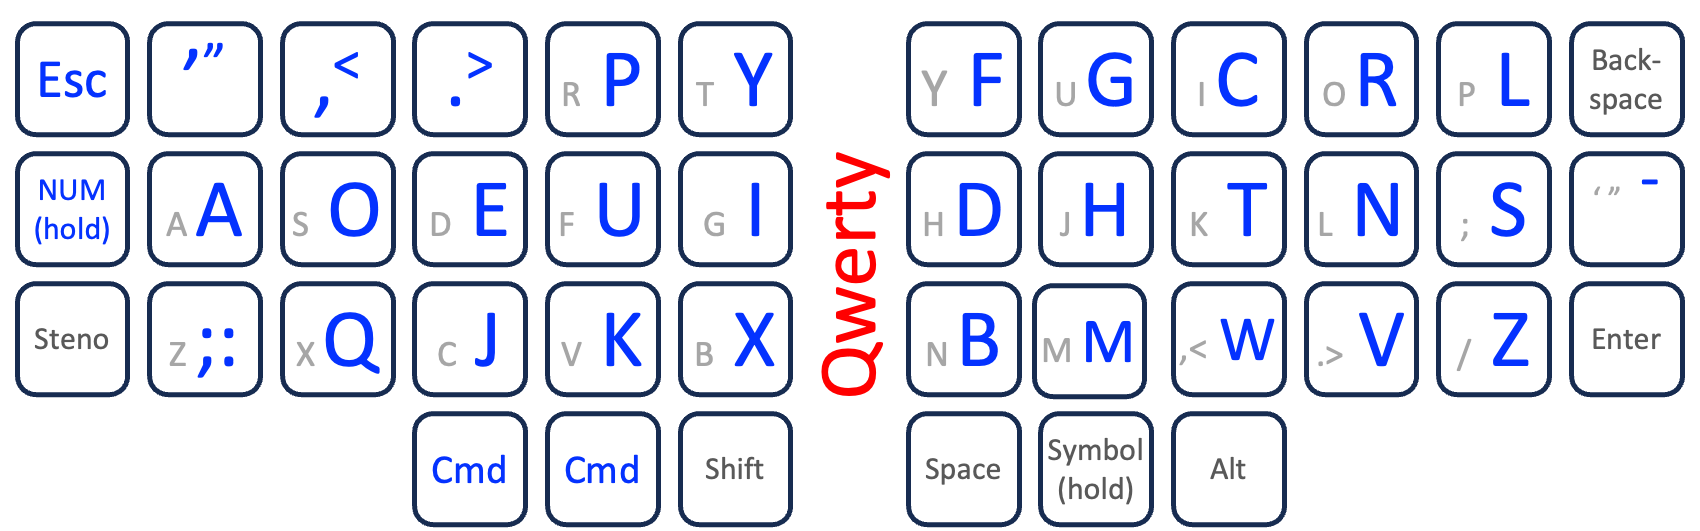 Esc ’” ,< .> R P T Y Y F U G I C O R P L Back-
space
NUM
(hold) A A S O D E F U G I H D J H K T L N ; S ‘ ” -
Steno Z ;: X Q C J V K B X N B M M ,< W .> V / Z Enter
Qwerty
Cmd Cmd Shift Space Symbol
(hold) Alt